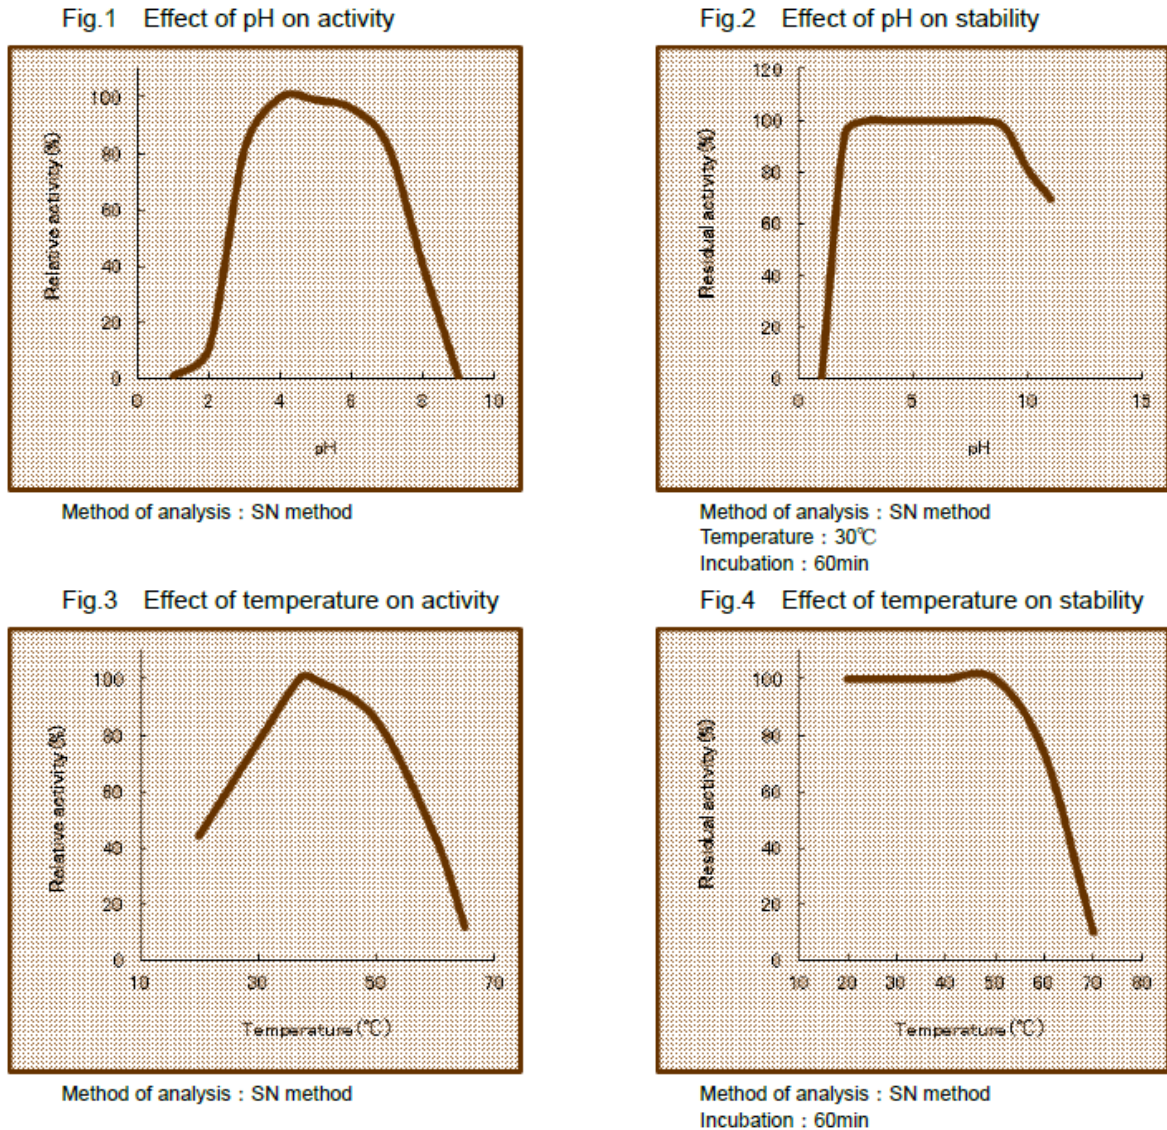 Fig.1 Effect of pH on activity
Relative activity(%)
100
80
60
40
20
0
0 2 4 6 8 10
pH
Method of analysis : SN method
Fig.2 Effect of pH on stability
Residual activity(%)
120
100
80
60
40
20
0
0 5 10 15
pH
Method of analysis : SN method
Temperature : 30℃
Incubation : 60min
Fig.3 Effect of temperature on activity
Relative activity(%)
100
80
60
40
20
0
10 30 50 70
Temperature(℃)
Method of analysis : SN method
Fig.4 Effect of temperature on stability
Residual activity(%)
100
80
60
40
20
0
10 20 30 40 50 60 70 80
Temperature(℃)
Method of analysis : SN method
Incubation : 60min